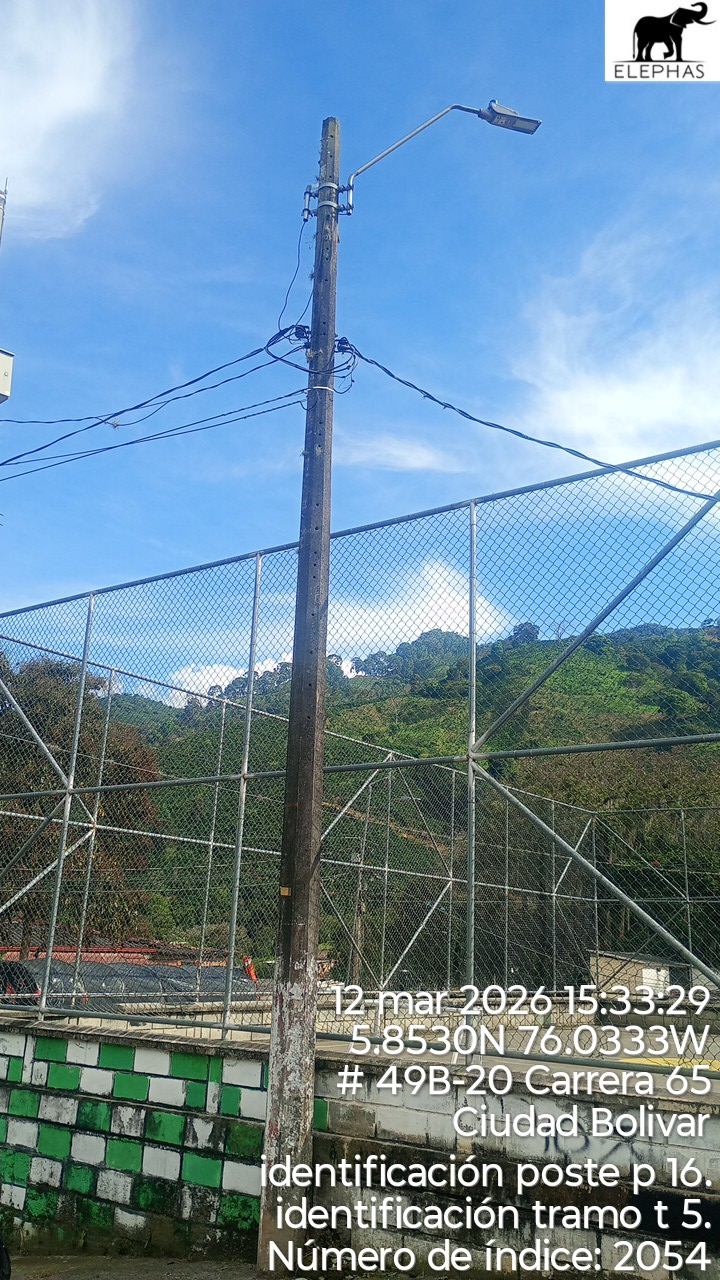 ELEPHAS
12 mar 2026 15:33:29
5.8530N 76.0333W
# 49B-20 Carrera 65
Ciudad Bolivar
identificación poste p 16.
identificación tramo t 5.
Número de índice: 2054